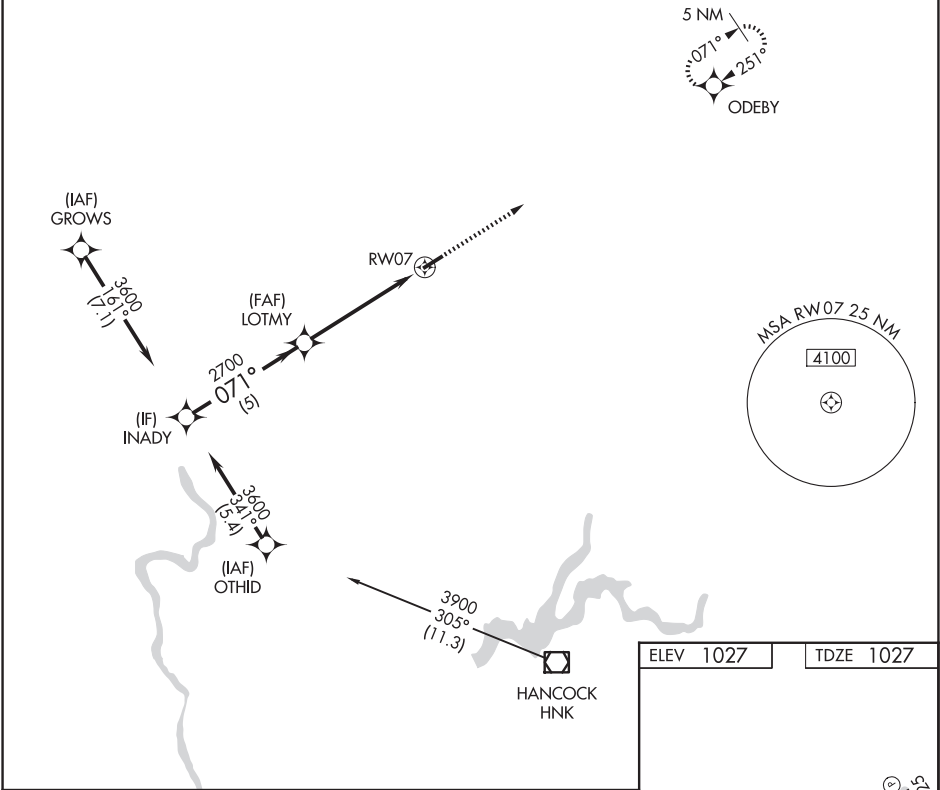 5 NM
071°
251°
ODEBY
(IAF)
GROWS
3600
161°
(7.1)
RW07
(FAF)
LOTMY
2700
071°
(5)
(IF)
INADY
MSA RW07 25 NM
4100
3600
341°
(5.4)
(IAF)
OTHID
3900
305°
(11.3)
HANCOCK
HNK
ELEV 1027
TDZE 1027
P